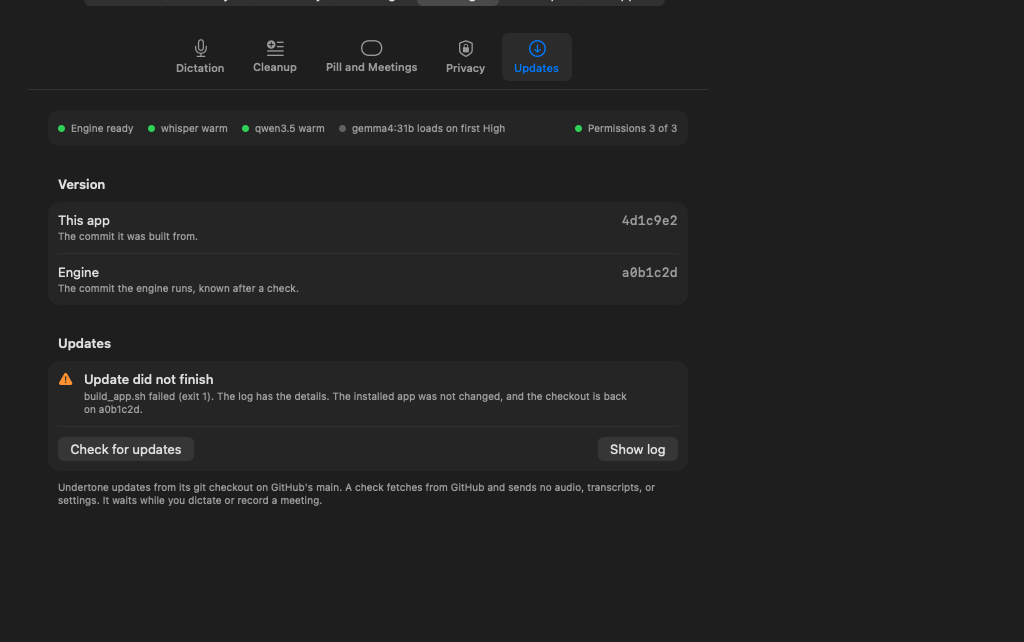 Dictation
Cleanup
Pill and Meetings
Privacy
Updates
Engine ready
whisper warm
qwen3.5 warm
gemma4:31b loads on first High
Permissions 3 of 3
Version
This app
4d1c9e2
The commit it was built from.
Engine
a0b1c2d
The commit the engine runs, known after a check.
Updates
Update did not finish
build_app.sh failed (exit 1). The log has the details. The installed app was not changed, and the checkout is back
on a0b1c2d.
Check for updates
Show log
Undertone updates from its git checkout on GitHub's main. A check fetches from GitHub and sends no audio, transcripts, or
settings. It waits while you dictate or record a meeting.